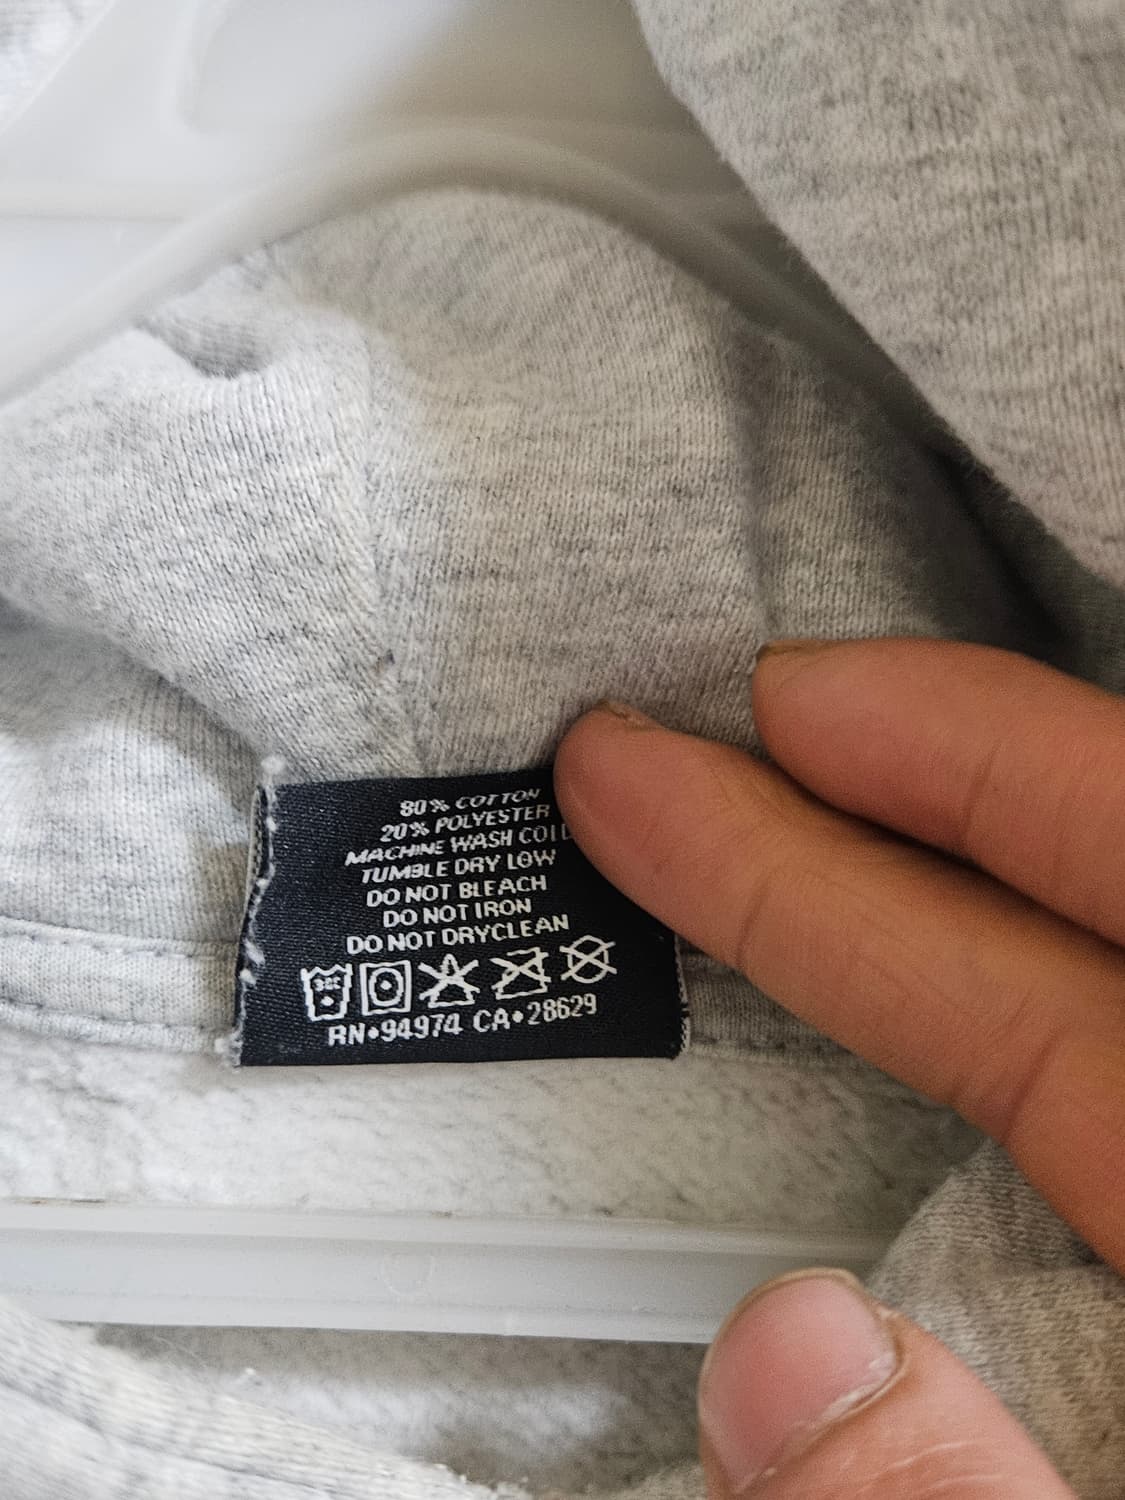 80% COTTON
20% POLYESTER
MACHINE WASH COL
TUMBLE DRY LOW
DO NOT BLEACH
DO NOT IRON
DO NOT DRYCLEAN
RN•94974 CA•28629